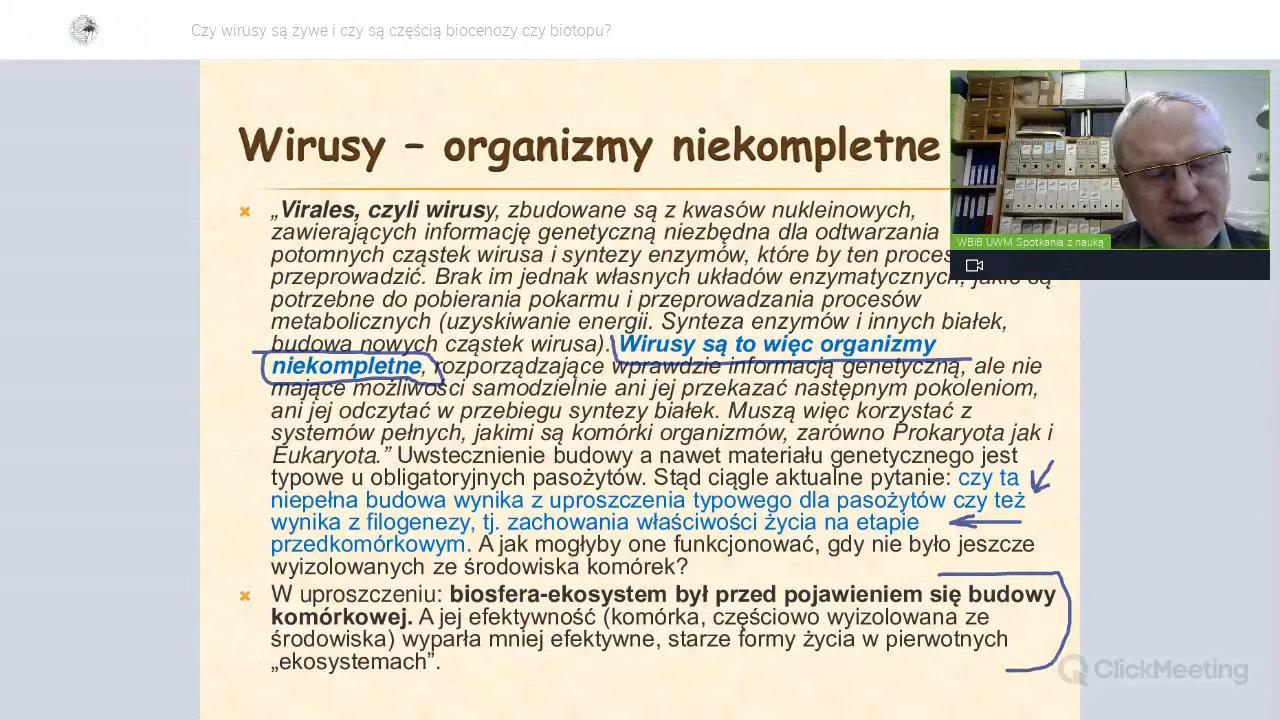 Czy wirusy są żywe i czy są częścią biocenozy czy biotopu?
Wirusy – organizmy niekompletne
„Virales, czyli wirusy, zbudowane są z kwasów nukleinowych,
zawierających informację genetyczną niezbędna dla odtwarzania
potomnych cząstek wirusa i syntezy enzymów, które by ten proces
przeprowadzić. Brak im jednak własnych układów enzymatycznych, jakie są
potrzebne do pobierania pokarmu i przeprowadzania procesów
metabolicznych (uzyskiwanie energii. Synteza enzymów i innych białek,
budowa nowych cząstek wirusa). Wirusy są to więc organizmy
niekompletne, rozporządzające wprawdzie informacją genetyczną, ale nie
mające możliwości samodzielnie ani jej przekazać następnym pokoleniom,
ani jej odczytać w przebiegu syntezy białek. Muszą więc korzystać z
systemów pełnych, jakimi są komórki organizmów, zarówno Prokaryota jak i
Eukaryota.” Uwstecznienie budowy a nawet materiału genetycznego jest
typowe u obligatoryjnych pasożytów. Stąd ciągle aktualne pytanie: czy ta
niepełna budowa wynika z uproszczenia typowego dla pasożytów czy też
wynika z filogenezy, tj. zachowania właściwości życia na etapie
przedkomórkowym. A jak mogłyby one funkcjonować, gdy nie było jeszcze
wyizolowanych ze środowiska komórek?
W uproszczeniu: biosfera-ekosystem był przed pojawieniem się budowy
komórkowej. A jej efektywność (komórka, częściowo wyizolowana ze
środowiska) wyparła mniej efektywne, starze formy życia w pierwotnych
„ekosystemach”.
WBiB UWM Spotkania z nauką
ClickMeeting